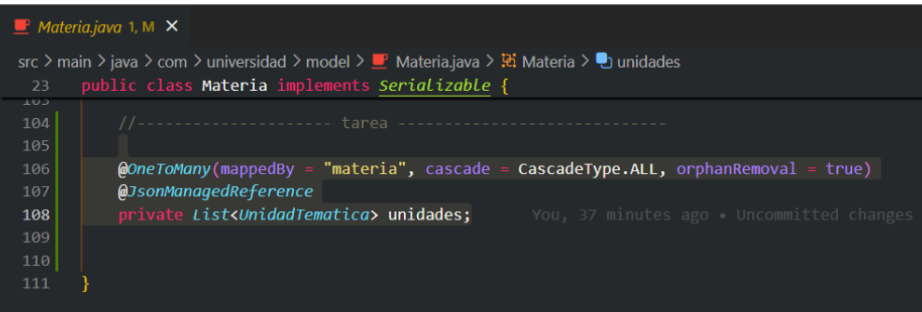 Materia.java 1, M ✕
src > main > java > com > universidad > model > Materia.java > Materia > unidades
23 public class Materia implements Serializable {
103
104 //--------------------- tarea -----------------------------
105
106 @OneToMany(mappedBy = "materia", cascade = CascadeType.ALL, orphanRemoval = true)
107 @JsonManagedReference
108 private List<UnidadTematica> unidades; You, 37 minutes ago • Uncommitted changes
109
110
111 }